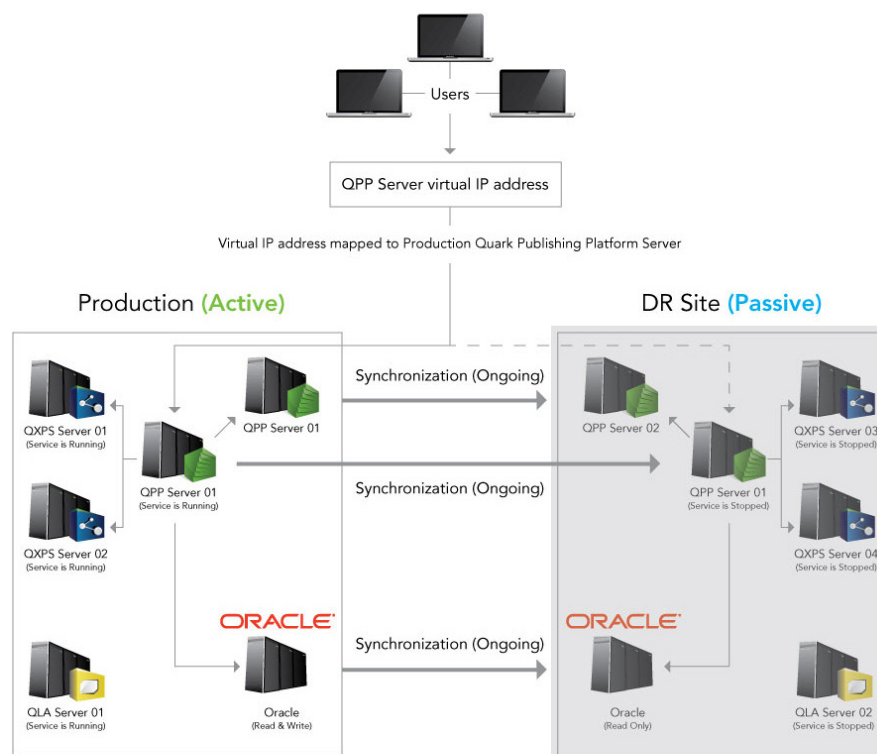 Users
QPP Server virtual IP address
Virtual IP address mapped to Production Quark Publishing Platform Server
Production (Active)
DR Site (Passive)
QXPS Server 01
(Service is Running)
QPP Server 01
QPP Server 01
(Service is Running)
QXPS Server 02
(Service is Running)
ORACLE
Oracle
(Read & Write)
QLA Server 01
(Service is Running)
Synchronization (Ongoing)
Synchronization (Ongoing)
Synchronization (Ongoing)
QPP Server 02
QXPS Server 03
(Service is Stopped)
QPP Server 01
(Service is Stopped)
QXPS Server 04
(Service is Stopped)
ORACLE
Oracle
(Read Only)
QLA Server 02
(Service is Stopped)